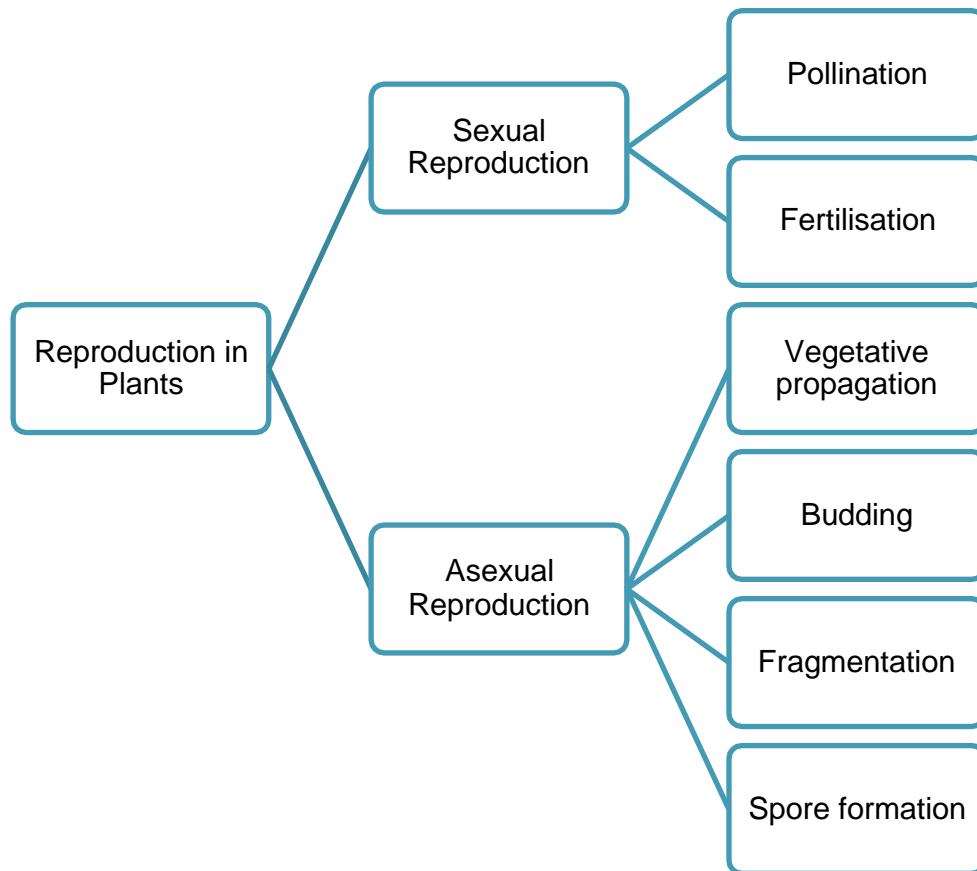 Reproduction in
Plants
Sexual
Reproduction
Pollination
Fertilisation
Asexual
Reproduction
Vegetative
propagation
Budding
Fragmentation
Spore formation